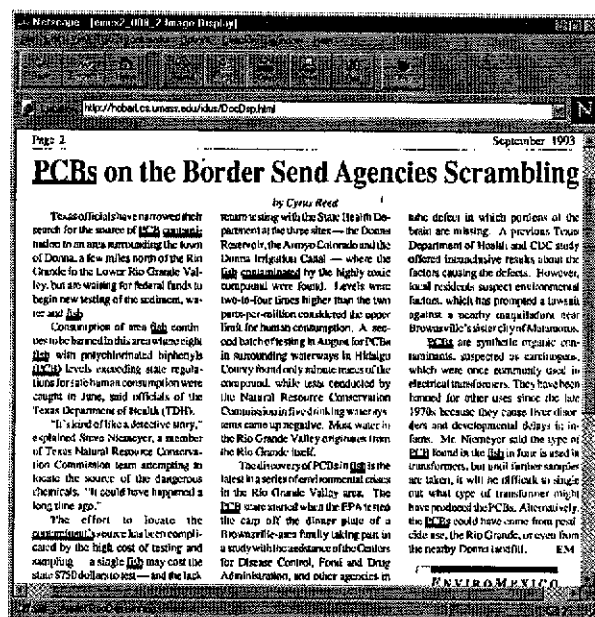 Netscape - [emex2_008_2 Image Display]
http://hobart.cs.umass.edu/idus/DocDsp.html
Page 2
September 1993
PCBs on the Border Send Agencies Scrambling
by Cyrus Reed
Texas officials have narrowed their
search for the source of PCB contami-
nation to an area surrounding the town
of Donna, a few miles north of the Rio
Grande in the Lower Rio Grande Val-
ley, but are waiting for federal funds to
begin new testing of the sediment, wa-
ter and fish.
Consumption of area fish contin-
ues to be banned in this area where eight
fish with polychlorinated biphenyls
(PCB) levels exceeding state regula-
tions for safe human consumption were
caught in June, said officials of the
Texas Department of Health (TDH).
"It's kind of like a detective story,"
explained Steve Niemeyer, a member
of Texas Natural Resource Conserva-
tion Commission team attempting to
locate the source of the dangerous
chemicals. "It could have happened a
long time ago."
The effort to locate the
contaminant's source has been compli-
cated by the high cost of testing and
sampling a single fish may cost the
state $750 dollars to test — and the lack
return testing with the State Health De-
partment at the three sites — the Donna
Reservoir, the Arroyo Colorado and the
Donna Irrigation Canal — where the
fish contaminated by the highly toxic
compound were found. Levels were
two-to-four times higher than the two
parts-per-million considered the upper
limit for human consumption. A sec-
ond batch of testing in August for PCBs
in surrounding waterways in Hidalgo
County found only minute traces of the
compound, while tests conducted by
the Natural Resource Conservation
Commission in five drinking water sys-
tems came up negative. Most water in
the Rio Grande Valley originates from
the Rio Grande itself.
The discovery of PCBs in fish is the
latest in a series of environmental crises
in the Rio Grande Valley area. The
PCB scare started when the EPA tested
the carp off the dinner plate of a
Brownsville-area family taking part in
a study with the assistance of the Centers
for Disease Control, Food and Drug
Administration, and other agencies in
tube defect in which portions of the
brain are missing. A previous Texas
Department of Health and CDC study
offered inconclusive results about the
factors causing the defects. However,
local residents suspect environmental
factors, which has prompted a lawsuit
against a nearby maquiladora near
Brownsville's sister city of Matamoros.
PCBs are synthetic organic con-
taminants, suspected as carcinogens,
which were once commonly used in
electrical transformers. They have been
banned for other uses since the late
1970s because they cause liver disor-
ders and developmental delays in in-
fants. Mr. Niemeyer said the type of
PCB found in the fish in June is used in
transformers, but until further samples
are taken, it will be difficult to single
out what type of transformer might
have produced the PCBs. Alternatively,
the PCBs could have come from pesti-
cide use, the Rio Grande, or even from
the nearby Donna landfill. EM
ENVIROMEXICO